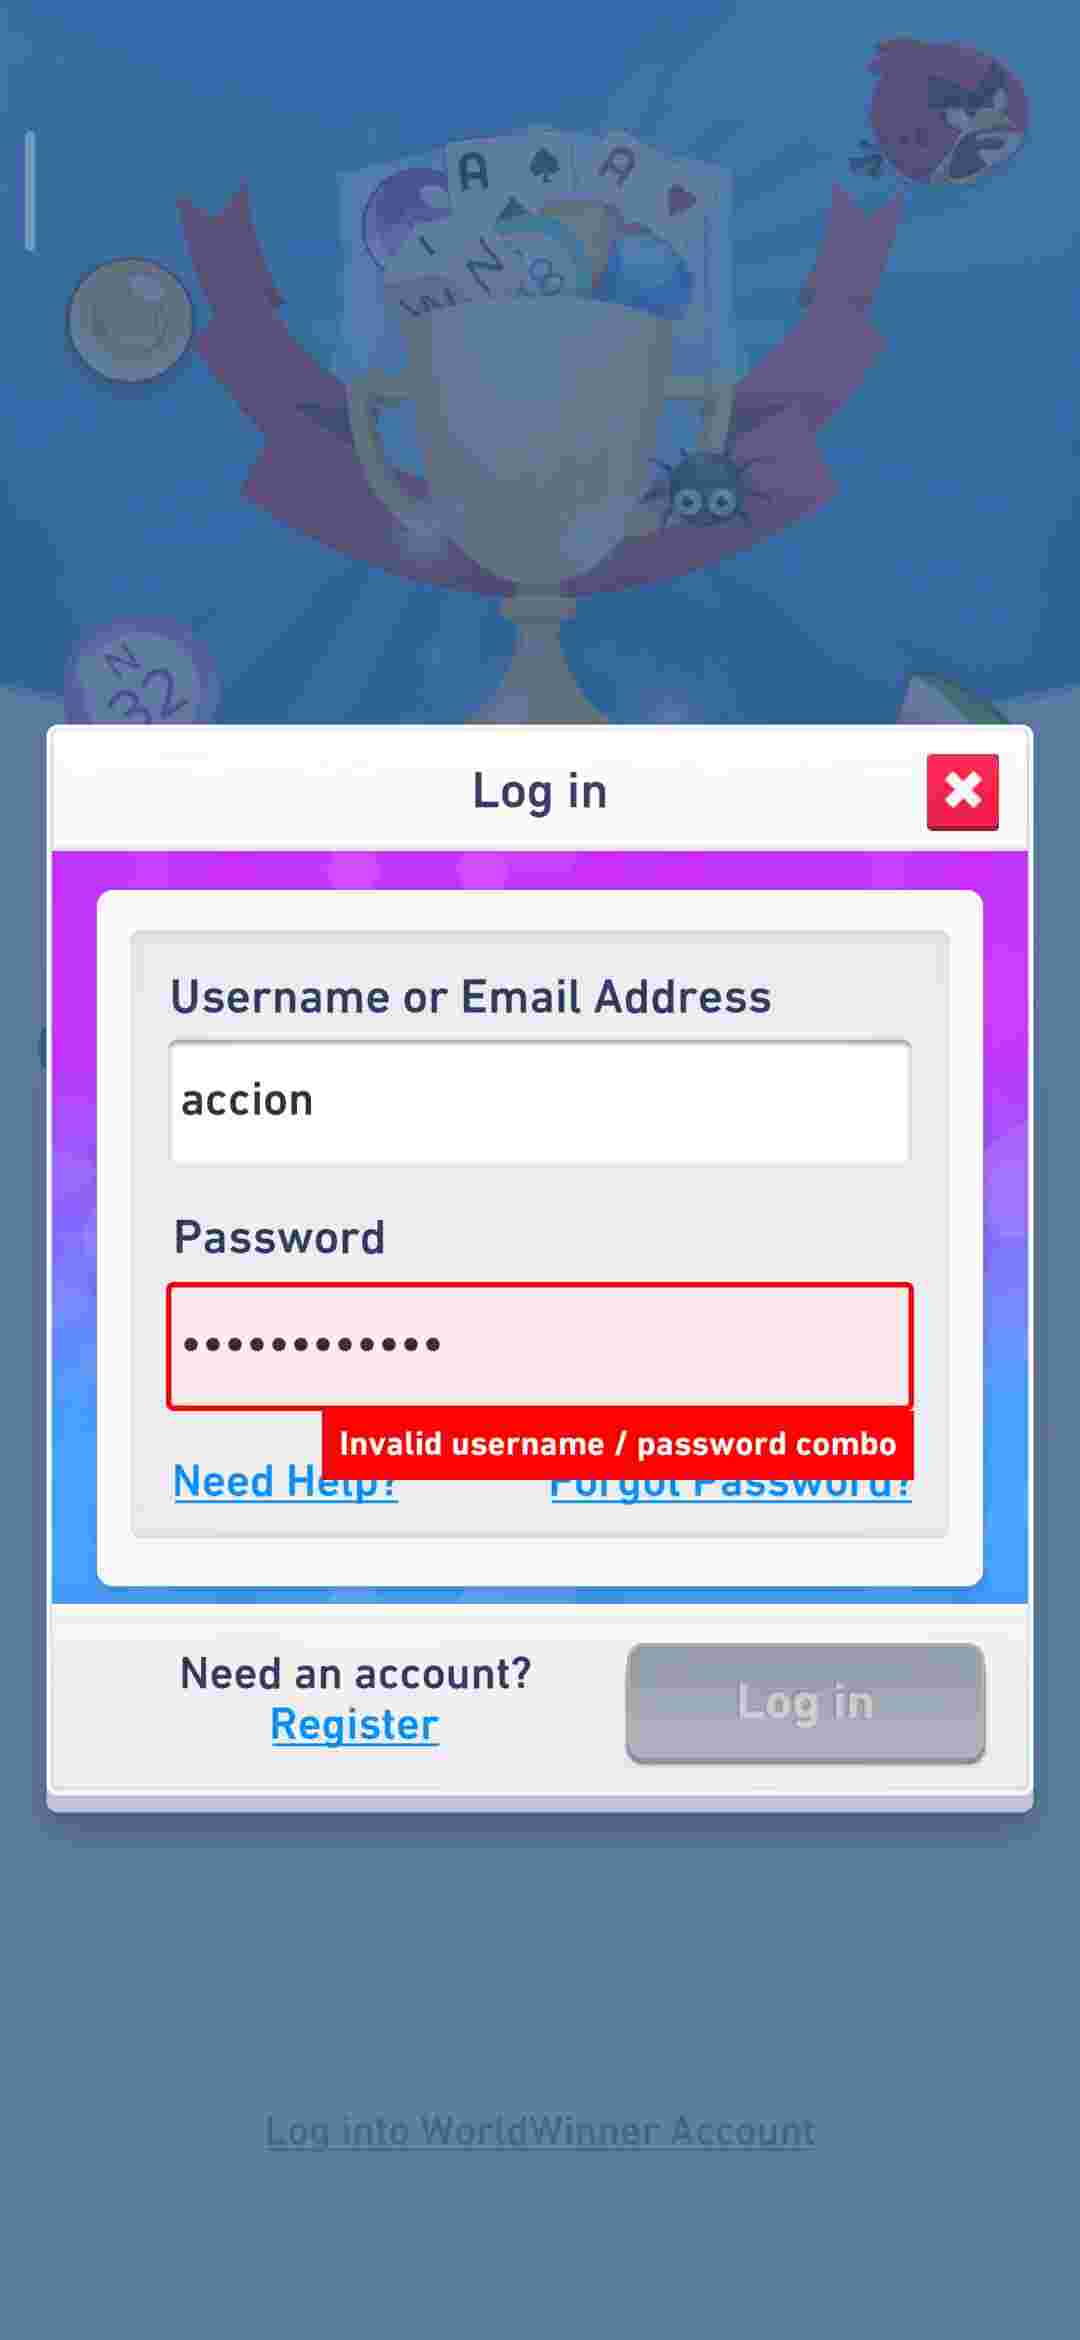 A A
I N 8
N
32
Log in
Username or Email Address
accion
Password
Invalid username / password combo
Need Help? Forgot Password?
Need an account?
Register
Log in
Log into WorldWinner Account